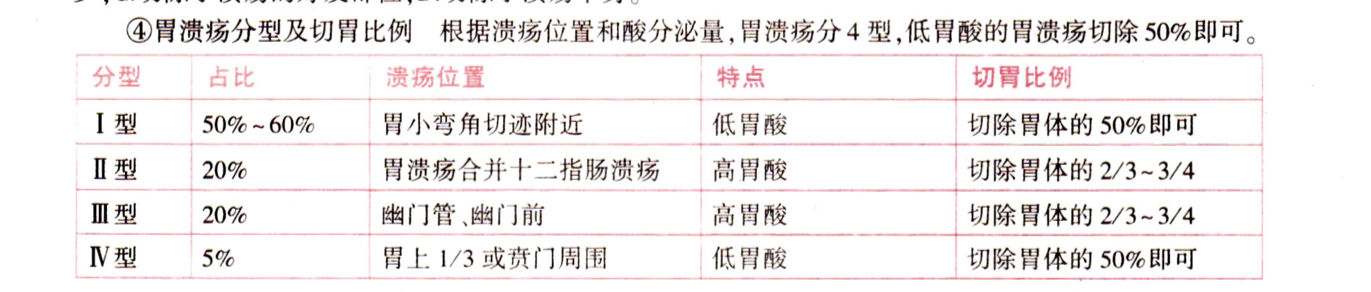 ④胃溃疡分型及切胃比例 根据溃疡位置和酸分泌量,胃溃疡分4型,低胃酸的胃溃疡切除50%即可。
分型 占比 溃疡位置 特点 切胃比例
Ⅰ型 50%~60% 胃小弯角切迹附近 低胃酸 切除胃体的50%即可
Ⅱ型 20% 胃溃疡合并十二指肠溃疡 高胃酸 切除胃体的2/3~3/4
Ⅲ型 20% 幽门管、幽门前 高胃酸 切除胃体的2/3~3/4
Ⅳ型 5% 胃上1/3或贲门周围 低胃酸 切除胃体的50%即可